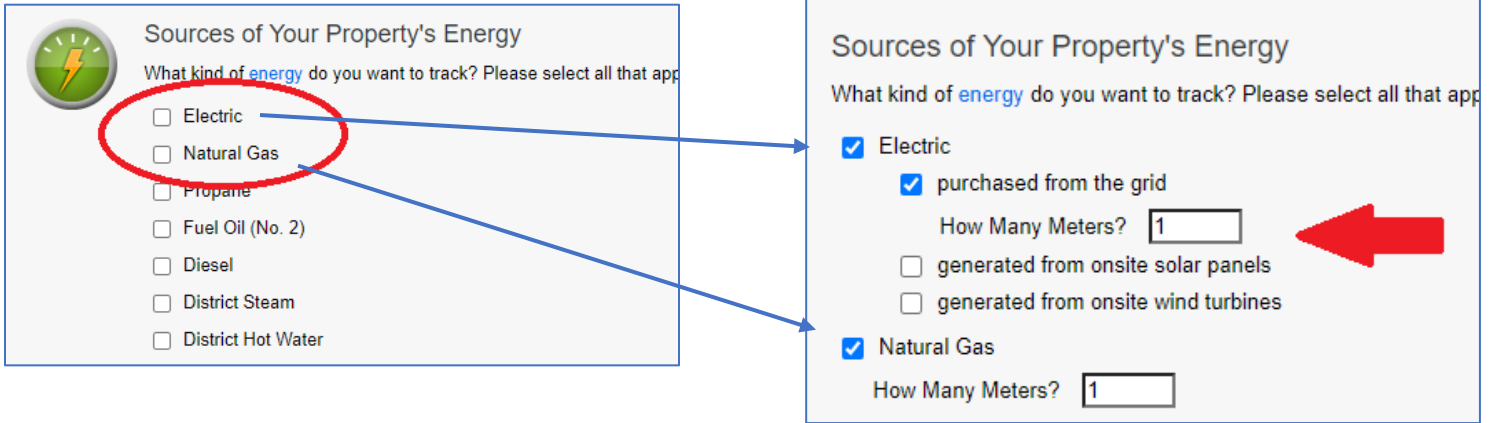 Sources of Your Property's Energy
What kind of energy do you want to track? Please select all that app
Electric
Natural Gas
Propane
Fuel Oil (No. 2)
Diesel
District Steam
District Hot Water
Sources of Your Property's Energy
What kind of energy do you want to track? Please select all that app
Electric
purchased from the grid
How Many Meters? 1
generated from onsite solar panels
generated from onsite wind turbines
Natural Gas
How Many Meters? 1